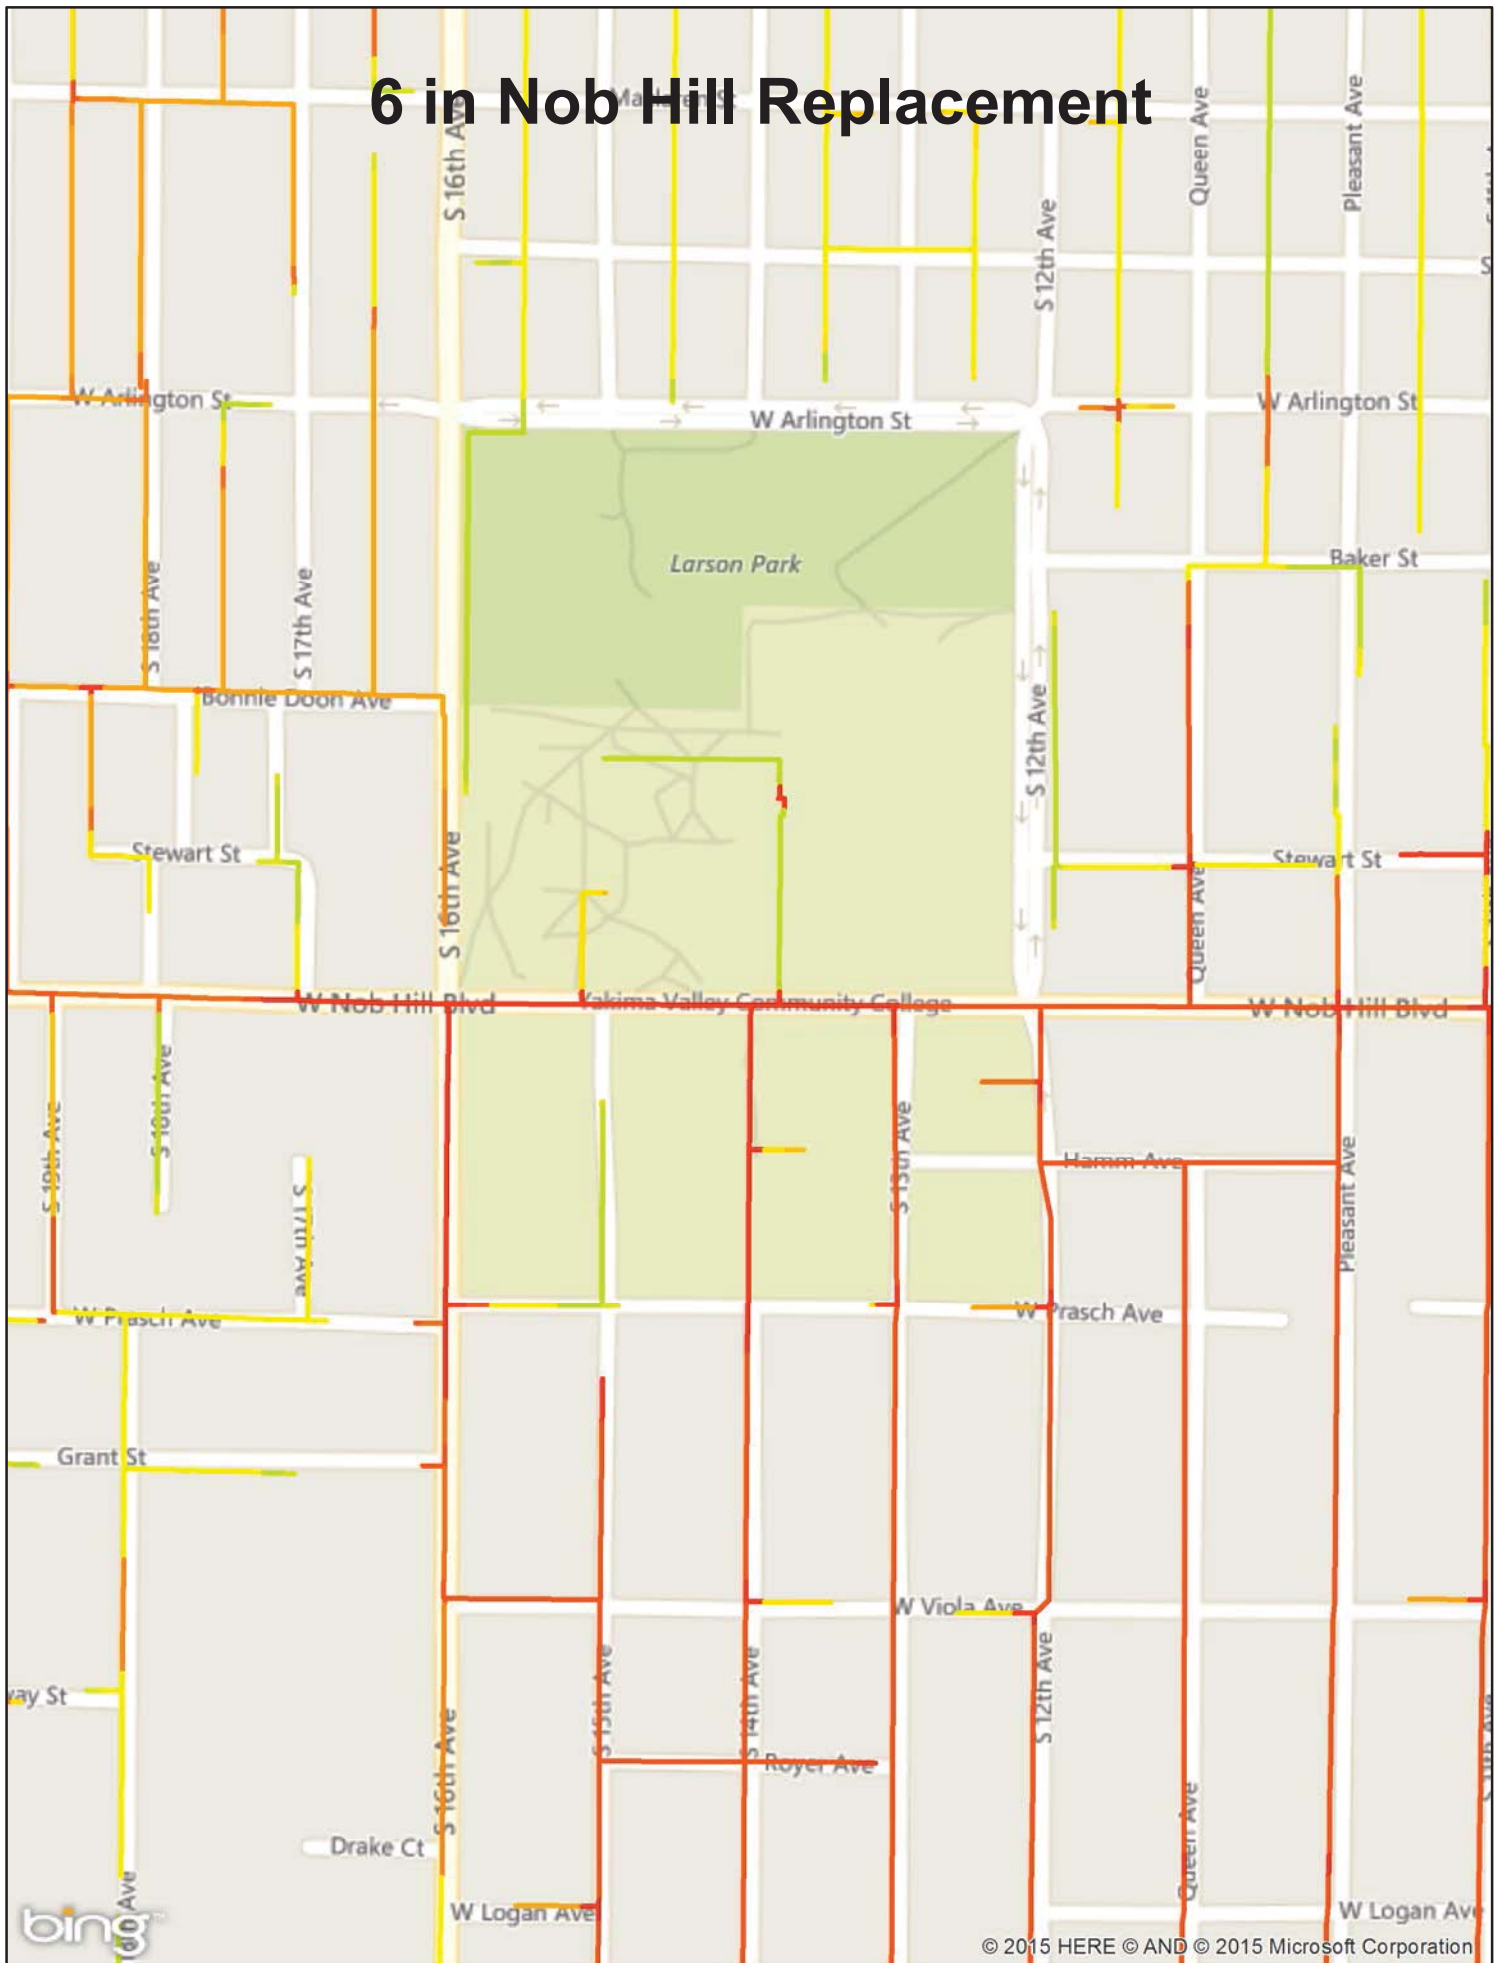 6 in Nob Hill Replacement
S 16th Ave
Queen Ave
Pleasant Ave
S 12th Ave
W Arlington St
W Arlington St
W Arlington St
Larson Park
Baker St
S 18th Ave
S 17th Ave
Bonnie Doon Ave
S 12th Ave
Stewart St
Stewart St
S 16th Ave
Queen Ave
W Nob Hill Blvd
Yakima Valley Community College
W Nob Hill Blvd
S 19th Ave
S 18th Ave
S 13th Ave
Hamm Ave
Pleasant Ave
S 17th Ave
W Prasch Ave
W Prasch Ave
Grant St
W Viola Ave
S 15th Ave
S 14th Ave
S 12th Ave
way St
S 16th Ave
Royer Ave
Queen Ave
Drake Ct
W Logan Ave
W Logan Ave
bing™
© 2015 HERE © AND © 2015 Microsoft Corporation